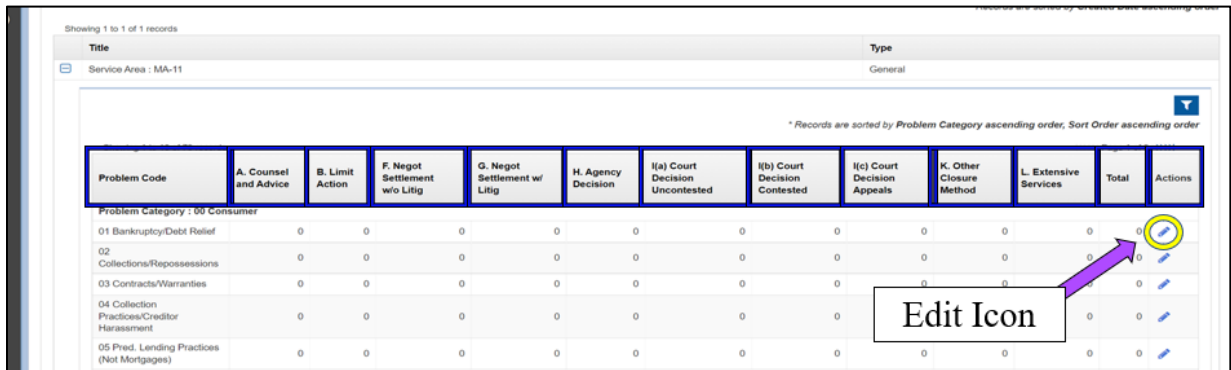 Records are sorted by Created Date ascending order
Showing 1 to 1 of 1 records
Title Type
Service Area : MA-11 General
* Records are sorted by Problem Category ascending order, Sort Order ascending order
Problem Code A. Counsel and Advice B. Limit Action F. Negot Settlement w/o Litig G. Negot Settlement w/ Litig H. Agency Decision I(a) Court Decision Uncontested I(b) Court Decision Contested I(c) Court Decision Appeals K. Other Closure Method L. Extensive Services Total Actions
Problem Category : 00 Consumer
01 Bankruptcy/Debt Relief 0 0 0 0 0 0 0 0 0 0 0
02
Collections/Repossessions 0 0 0 0 0 0 0 0 0 0
03 Contracts/Warranties 0 0 0 0 0 0 0 0 0 0 0
04 Collection
Practices/Creditor
Harassment 0 0 0 0 0 0 0 0 0
05 Pred. Lending Practices
(Not Mortgages) 0 0 0 0 0 0 0 0 0 0 0
Edit Icon